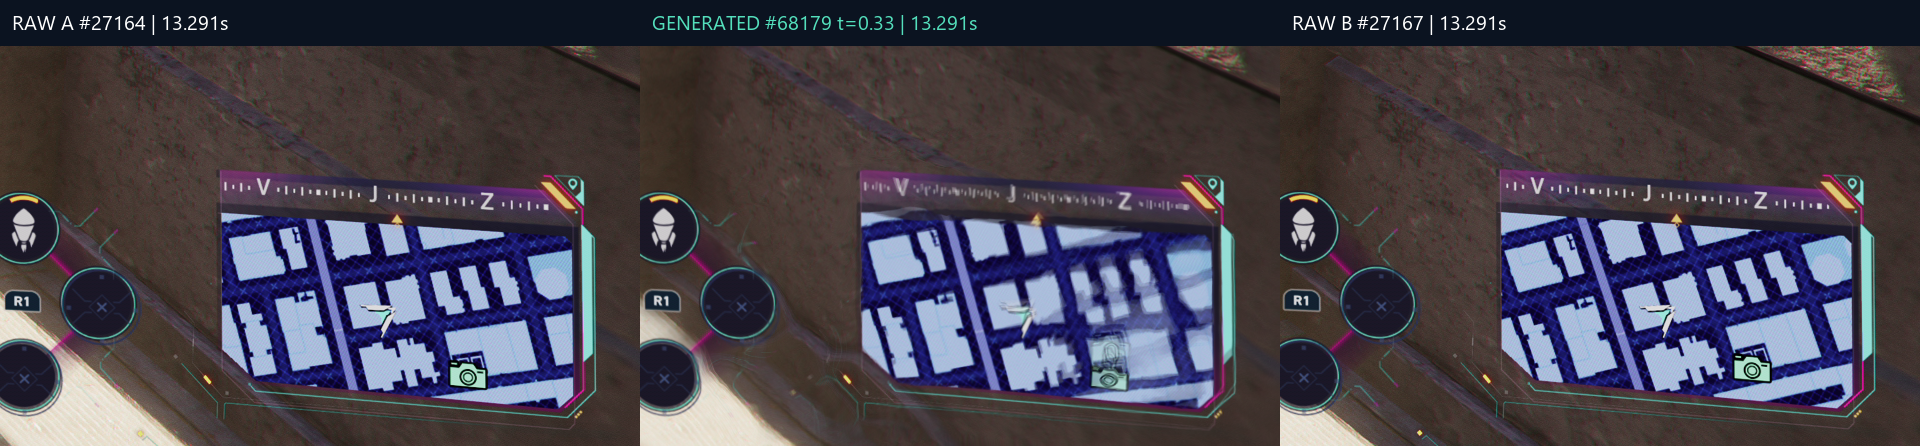 RAW A #27164 | 13.291s
GENERATED #68179 t=0.33 | 13.291s
RAW B #27167 | 13.291s
V J Z
V J Z
V J Z
R1
R1
R1